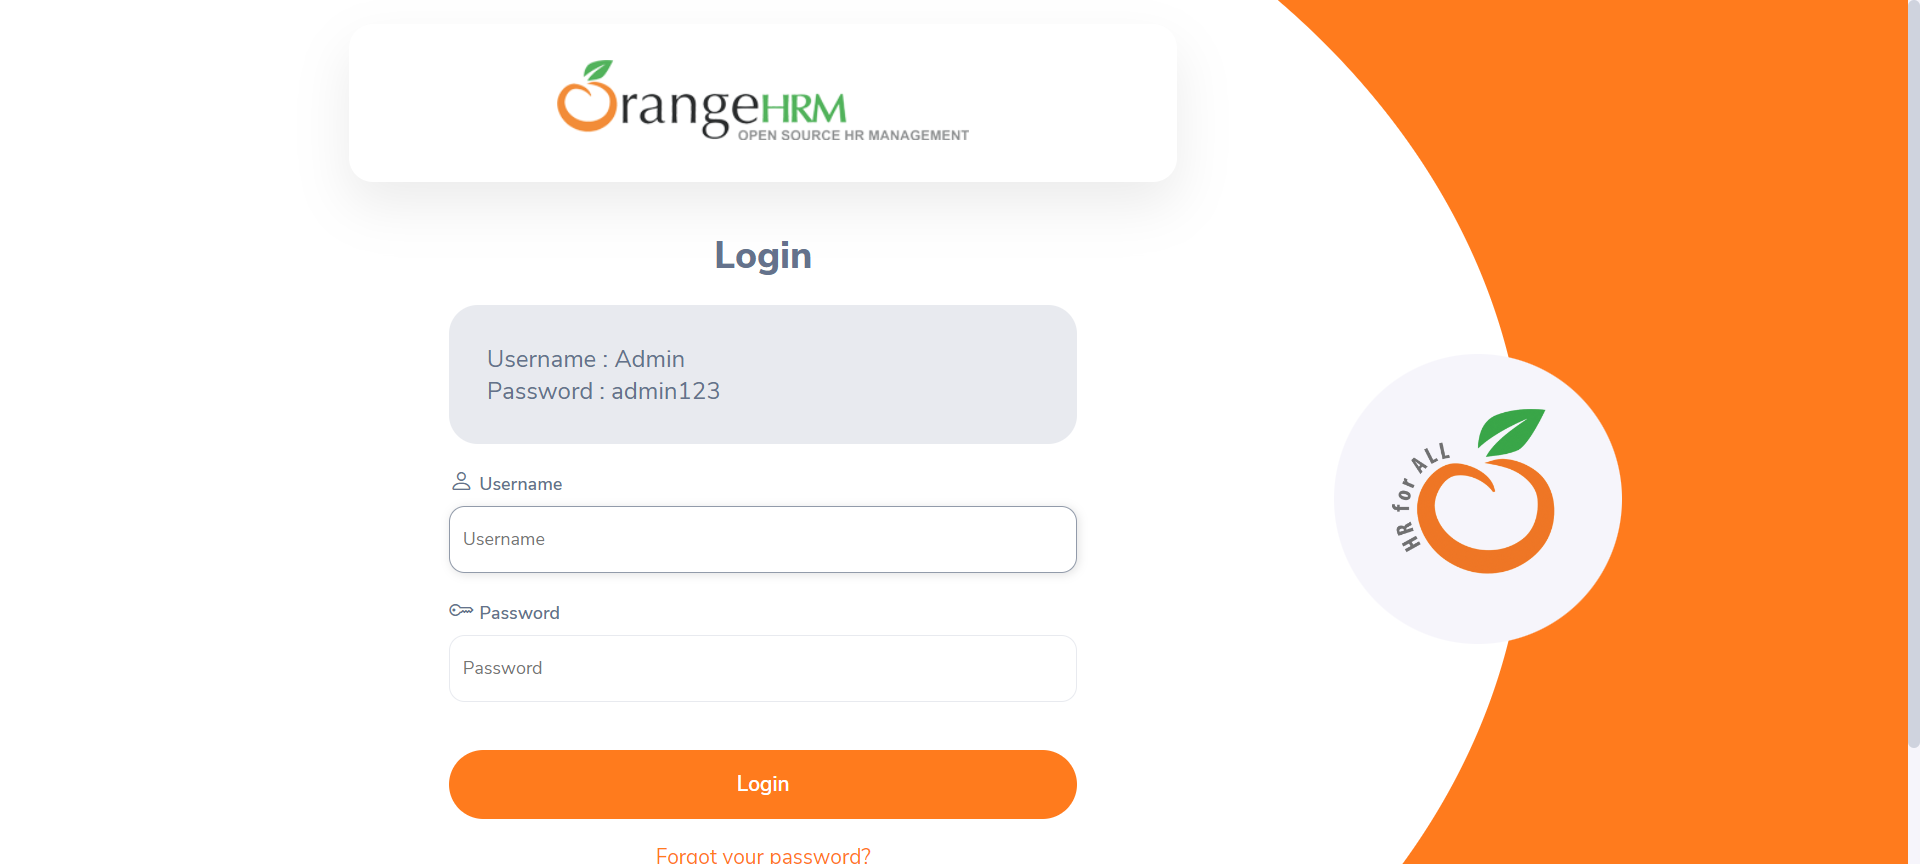 OrangeHRM
OPEN SOURCE HR MANAGEMENT
Login
Username : Admin
Password : admin123
Username
Username
Password
Password
Login
Forgot your password?
HR for ALL